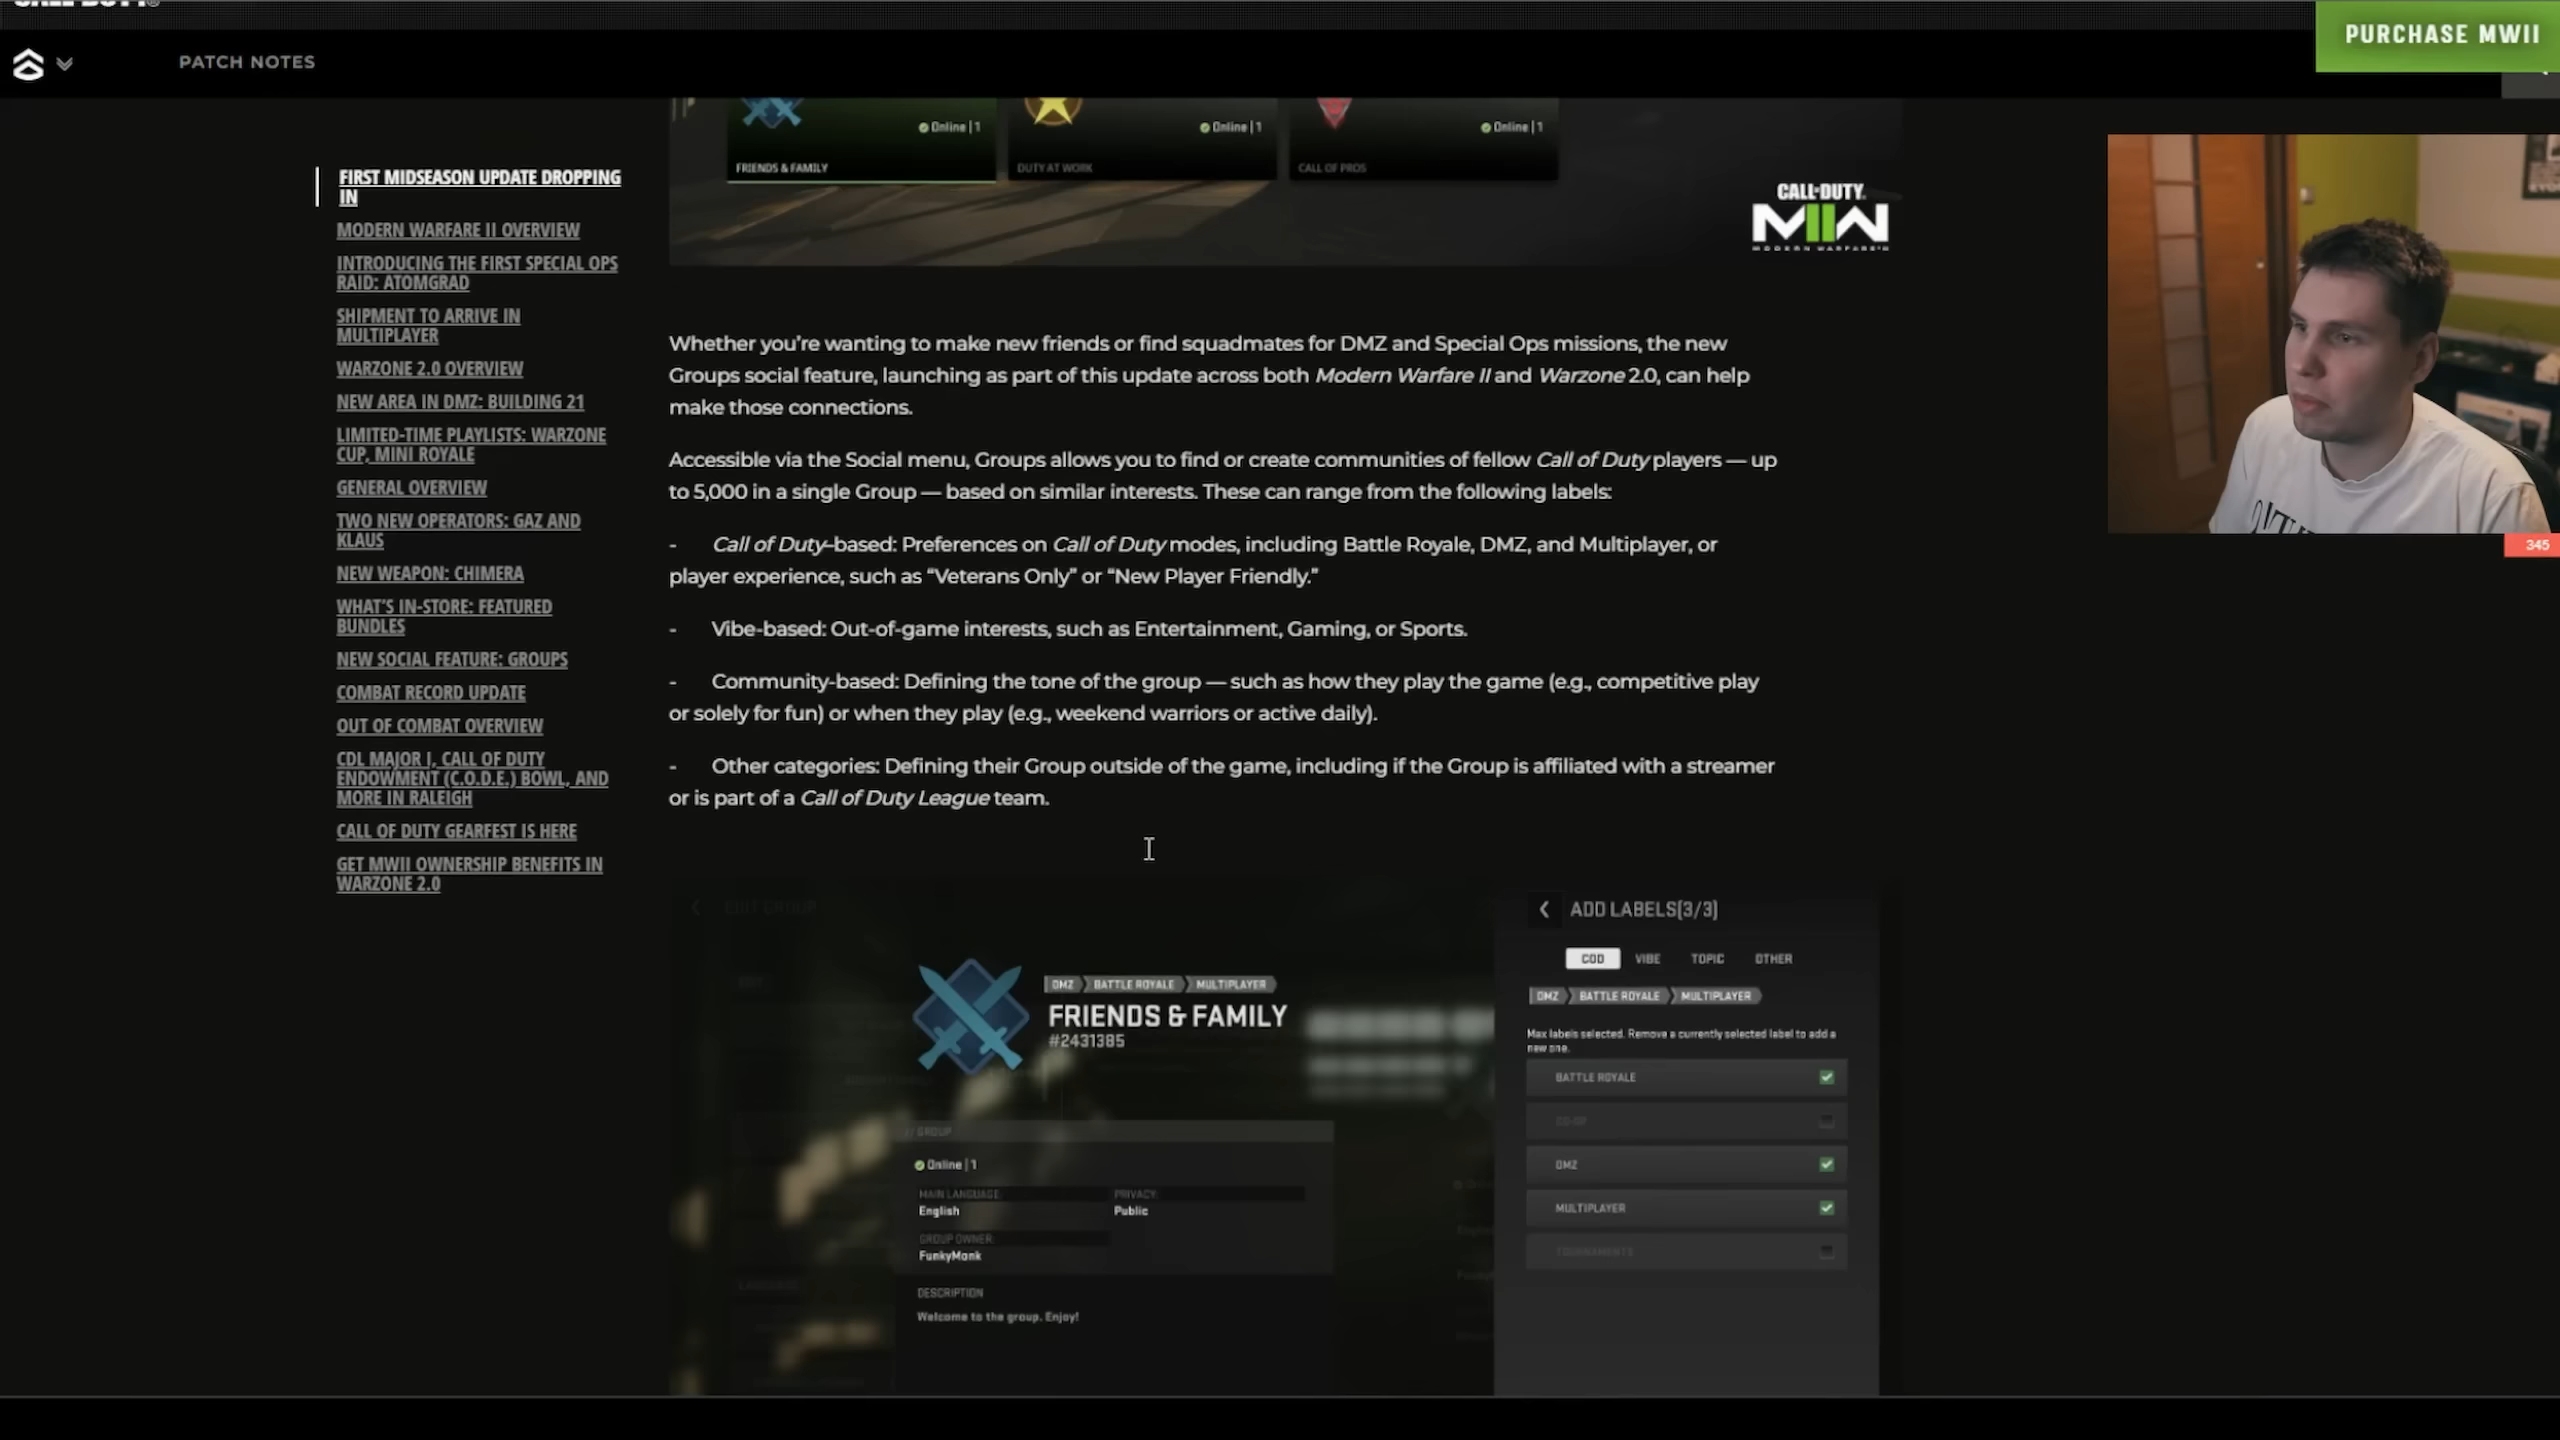 CALL OF DUTY®
PURCHASE MWII
PATCH NOTES
FIRST MIDSEASON UPDATE DROPPING
IN
MODERN WARFARE II OVERVIEW
INTRODUCING THE FIRST SPECIAL OPS
RAID: ATOMGRAD
SHIPMENT TO ARRIVE IN
MULTIPLAYER
WARZONE 2.0 OVERVIEW
NEW AREA IN DMZ: BUILDING 21
LIMITED-TIME PLAYLISTS: WARZONE
CUP, MINI ROYALE
GENERAL OVERVIEW
TWO NEW OPERATORS: GAZ AND
KLAUS
NEW WEAPON: CHIMERA
WHAT'S IN-STORE: FEATURED
BUNDLES
NEW SOCIAL FEATURE: GROUPS
COMBAT RECORD UPDATE
OUT OF COMBAT OVERVIEW
CDL MAJOR I, CALL OF DUTY
ENDOWMENT (C.O.D.E.) BOWL, AND
MORE IN RALEIGH
CALL OF DUTY GEARFEST IS HERE
GET MWII OWNERSHIP BENEFITS IN
WARZONE 2.0
Online | 1
Online | 1
Online | 1
FRIENDS & FAMILY
DUTY AT WORK
CALL OF PROS
CALL OF DUTY
MWII
MODERN WARFARE II
Whether you're wanting to make new friends or find squadmates for DMZ and Special Ops missions, the new
Groups social feature, launching as part of this update across both Modern Warfare II and Warzone 2.0, can help
make those connections.
Accessible via the Social menu, Groups allows you to find or create communities of fellow Call of Duty players — up
to 5,000 in a single Group — based on similar interests. These can range from the following labels:
- Call of Duty-based: Preferences on Call of Duty modes, including Battle Royale, DMZ, and Multiplayer, or
player experience, such as “Veterans Only” or “New Player Friendly.”
- Vibe-based: Out-of-game interests, such as Entertainment, Gaming, or Sports.
- Community-based: Defining the tone of the group — such as how they play the game (e.g., competitive play
or solely for fun) or when they play (e.g., weekend warriors or active daily).
- Other categories: Defining their Group outside of the game, including if the Group is affiliated with a streamer
or is part of a Call of Duty League team.
345
EDIT GROUP
DMZ BATTLE ROYALE MULTIPLAYER
FRIENDS & FAMILY
#2431385
// GROUP
Online | 1
MAIN LANGUAGE:
English
PRIVACY:
Public
GROUP OWNER:
FunkyMonk
LANGUAGE
DESCRIPTION
Welcome to the group. Enjoy!
ADD LABELS(3/3)
COD VIBE TOPIC OTHER
DMZ BATTLE ROYALE MULTIPLAYER
Max labels selected. Remove a currently selected label to add a
new one.
BATTLE ROYALE
CO-OP
DMZ
MULTIPLAYER
TOURNAMENTS